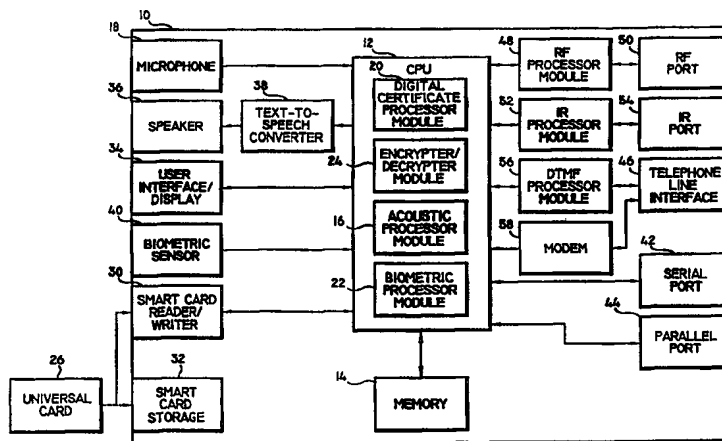 10
18
MICROPHONE
36
SPEAKER
38
TEXT-TO-
SPEECH
CONVERTER
34
USER
INTERFACE/
DISPLAY
40
BIOMETRIC
SENSOR
30
SMART CARD
READER/
WRITER
26
UNIVERSAL
CARD
32
SMART
CARD
STORAGE
12
CPU
20
DIGITAL
CERTIFICATE
PROCESSOR
MODULE
24
ENCRYPTER/
DECRYPTER
MODULE
16
ACOUSTIC
PROCESSOR
MODULE
22
BIOMETRIC
PROCESSOR
MODULE
14
MEMORY
48
RF
PROCESSOR
MODULE
50
RF
PORT
52
IR
PROCESSOR
MODULE
54
IR
PORT
56
DTMF
PROCESSOR
MODULE
46
TELEPHONE
LINE
INTERFACE
58
MODEM
42
SERIAL
PORT
44
PARALLEL
PORT